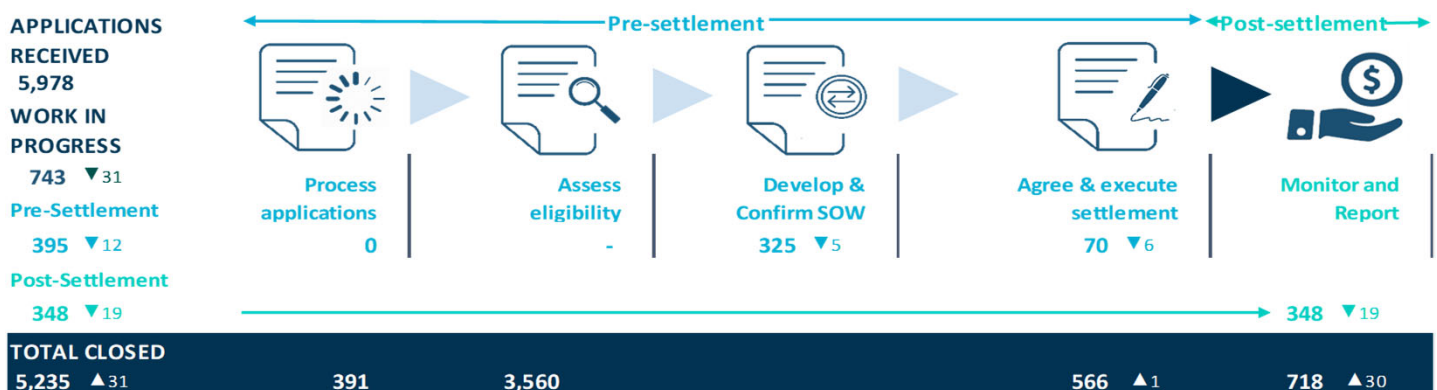 APPLICATIONS
RECEIVED
5,978
WORK IN
PROGRESS
743 ▼31
Pre-Settlement
395 ▼12
Post-Settlement
348 ▼19
Pre-settlement
Post-settlement
Process
applications
0
Assess
eligibility
-
Develop &
Confirm SOW
325 ▼5
Agree & execute
settlement
70 ▼6
Monitor and
Report
348 ▼19
TOTAL CLOSED
5,235 ▲31 391 3,560 566 ▲1 718 ▲30